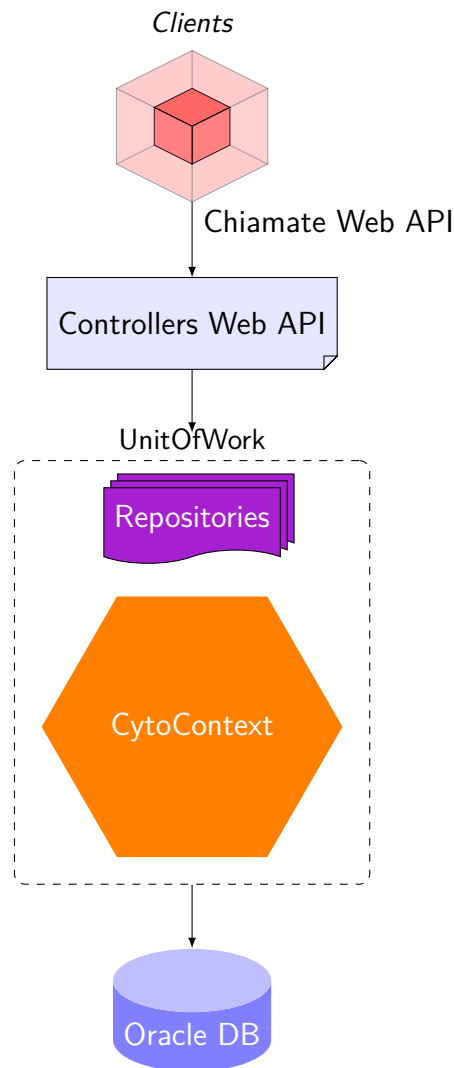 Clients
Chiamate Web API
Controllers Web API
UnitOfWork
Repositories
CytoContext
Oracle DB